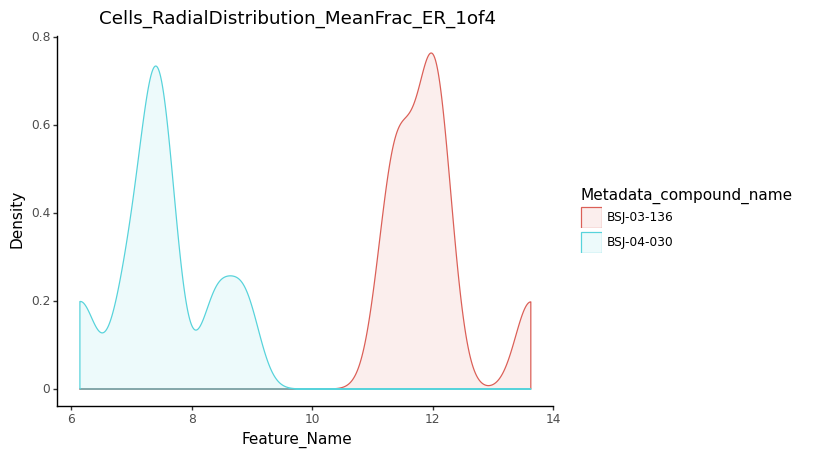 Cells_RadialDistribution_MeanFrac_ER_1of4
0.8
0.6
0.4
0.2
0
Density
6
8
10
12
14
Feature_Name
Metadata_compound_name
BSJ-03-136
BSJ-04-030